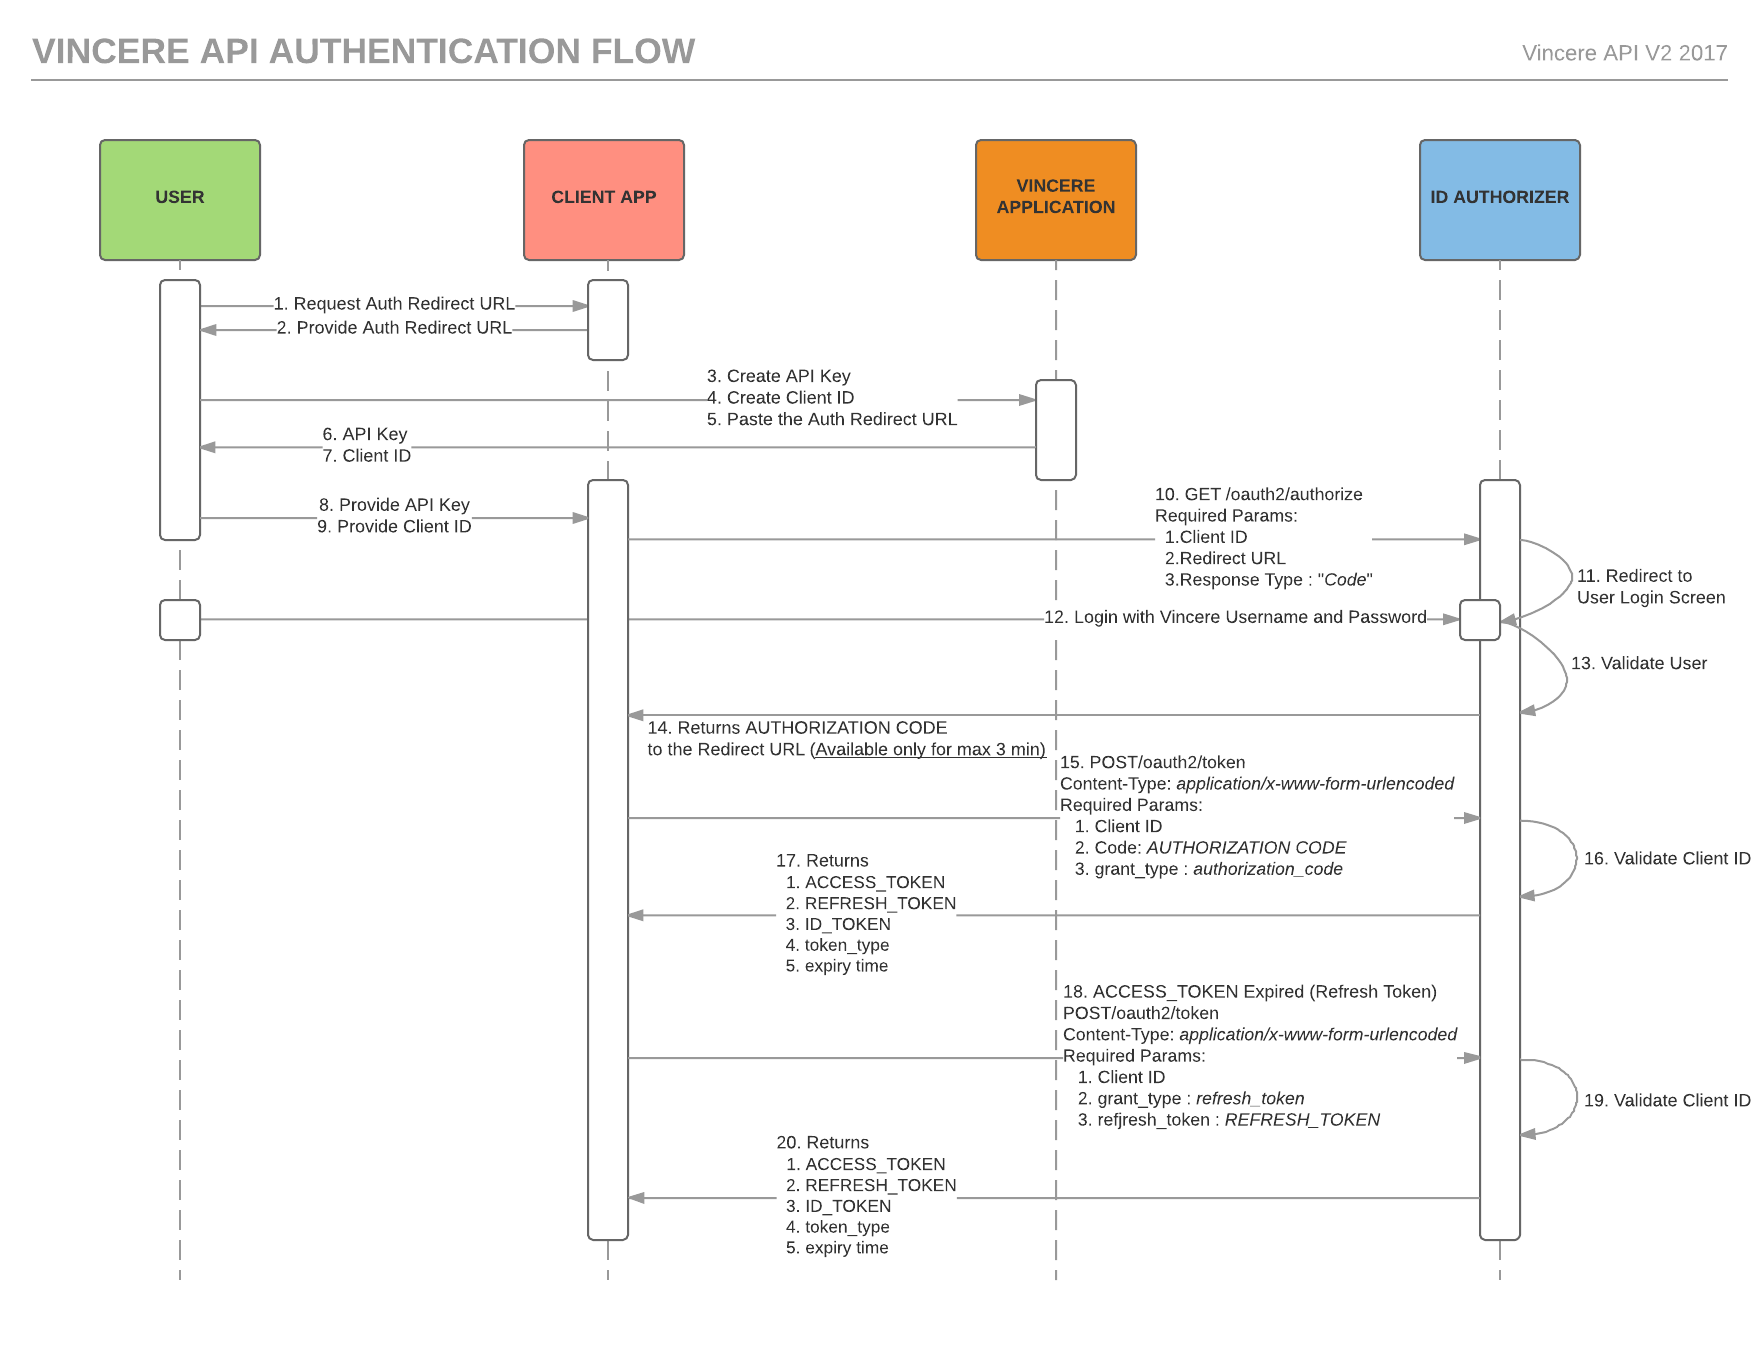 VINCERE API AUTHENTICATION FLOW
Vincere API V2 2017
USER
CLIENT APP
VINCERE
APPLICATION
ID AUTHORIZER
1. Request Auth Redirect URL
2. Provide Auth Redirect URL
3. Create API Key
4. Create Client ID
5. Paste the Auth Redirect URL
6. API Key
7. Client ID
8. Provide API Key
9. Provide Client ID
10. GET /oauth2/authorize
Required Params:
1.Client ID
2.Redirect URL
3.Response Type : "Code"
11. Redirect to
User Login Screen
12. Login with Vincere Username and Password
13. Validate User
14. Returns AUTHORIZATION CODE
to the Redirect URL (Available only for max 3 min)
15. POST/oauth2/token
Content-Type: application/x-www-form-urlencoded
Required Params:
1. Client ID
2. Code: AUTHORIZATION CODE
3. grant_type : authorization_code
16. Validate Client ID
17. Returns
1. ACCESS_TOKEN
2. REFRESH_TOKEN
3. ID_TOKEN
4. token_type
5. expiry time
18. ACCESS_TOKEN Expired (Refresh Token)
POST/oauth2/token
Content-Type: application/x-www-form-urlencoded
Required Params:
1. Client ID
2. grant_type : refresh_token
3. refjresh_token : REFRESH_TOKEN
19. Validate Client ID
20. Returns
1. ACCESS_TOKEN
2. REFRESH_TOKEN
3. ID_TOKEN
4. token_type
5. expiry time